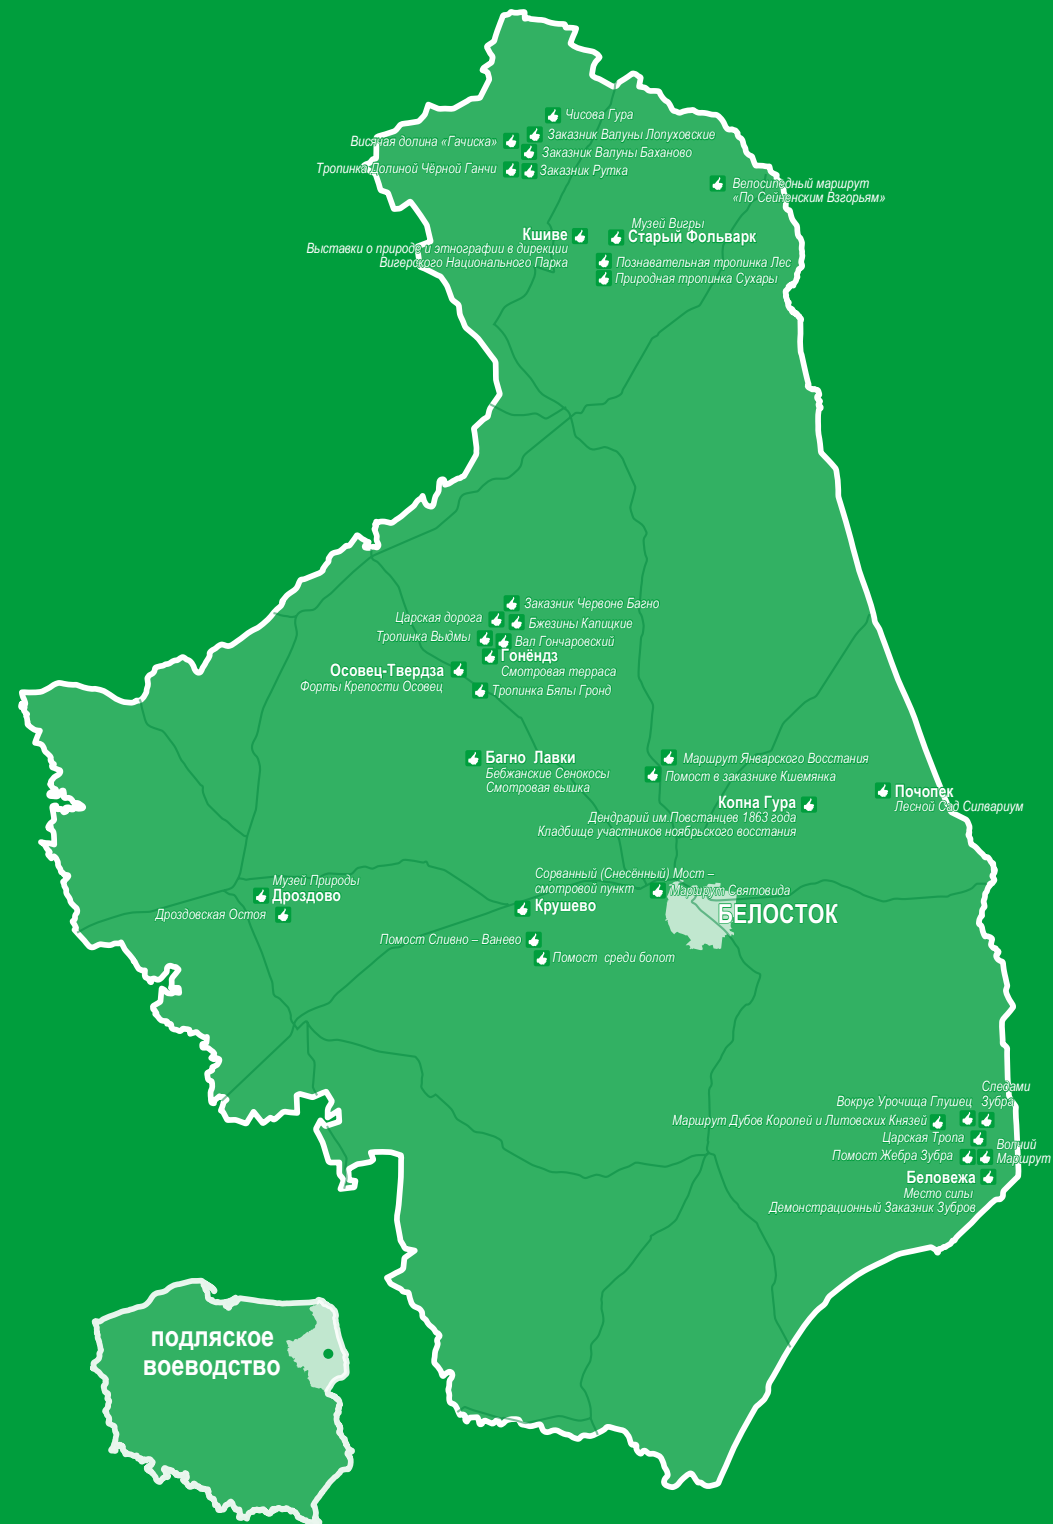 Чисова Гура
Заказник Валуны Лопуховские
Висячая долина «Гачиска»
Заказник Валуны Баханово
Тропинка Долиной Чёрной Ганчи
Заказник Рутка
Велосипедный маршрут
«По Сейненским Взгорьям»
Музей Вигры
Старый Фольварк
Кшиве
Выставки о природе и этнографии в дирекции
Вигерского Национального Парка
Познавательная тропинка Лес
Природная тропинка Сухары
Заказник Червоне Багно
Царская дорога
Бжезины Капицкие
Тропинка Выдмы
Вал Гончаровский
Гонёндз
Смотровая терраса
Осовец-Твердза
Форты Крепости Осовец
Тропинка Бялы Гронд
Багно Лавки
Бебжанские Сенокосы
Смотровая вышка
Маршрут Январского Восстания
Помост в заказнике Кшемянка
Почопек
Лесной Сад Силвариум
Копна Гура
Дендрарий им.Повстанцев 1863 года
Кладбище участников ноябрьского восстания
Сорванный (Снесённый) Мост –
смотровой пункт
Крушево
Маршрут Святовида
БЕЛОСТОК
Музей Природы
Дроздово
Дроздовская Остоя
Помост Сливно – Ванево
Помост среди болот
Следами
Зубра
Вокруг Урочища Глушец
Маршрут Дубов Королей и Литовских Князей
Царская Тропа
Волчий
Маршрут
Помост Жебра Зубра
Беловежа
Место силы
Демонстрационный Заказник Зубров
подляское
воеводство